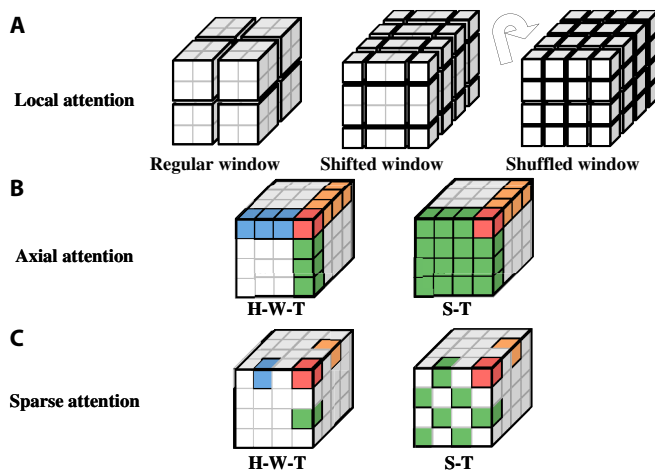 A
Local attention
Regular window
Shifted window
Shuffled window
B
Axial attention
H-W-T
S-T
C
Sparse attention
H-W-T
S-T